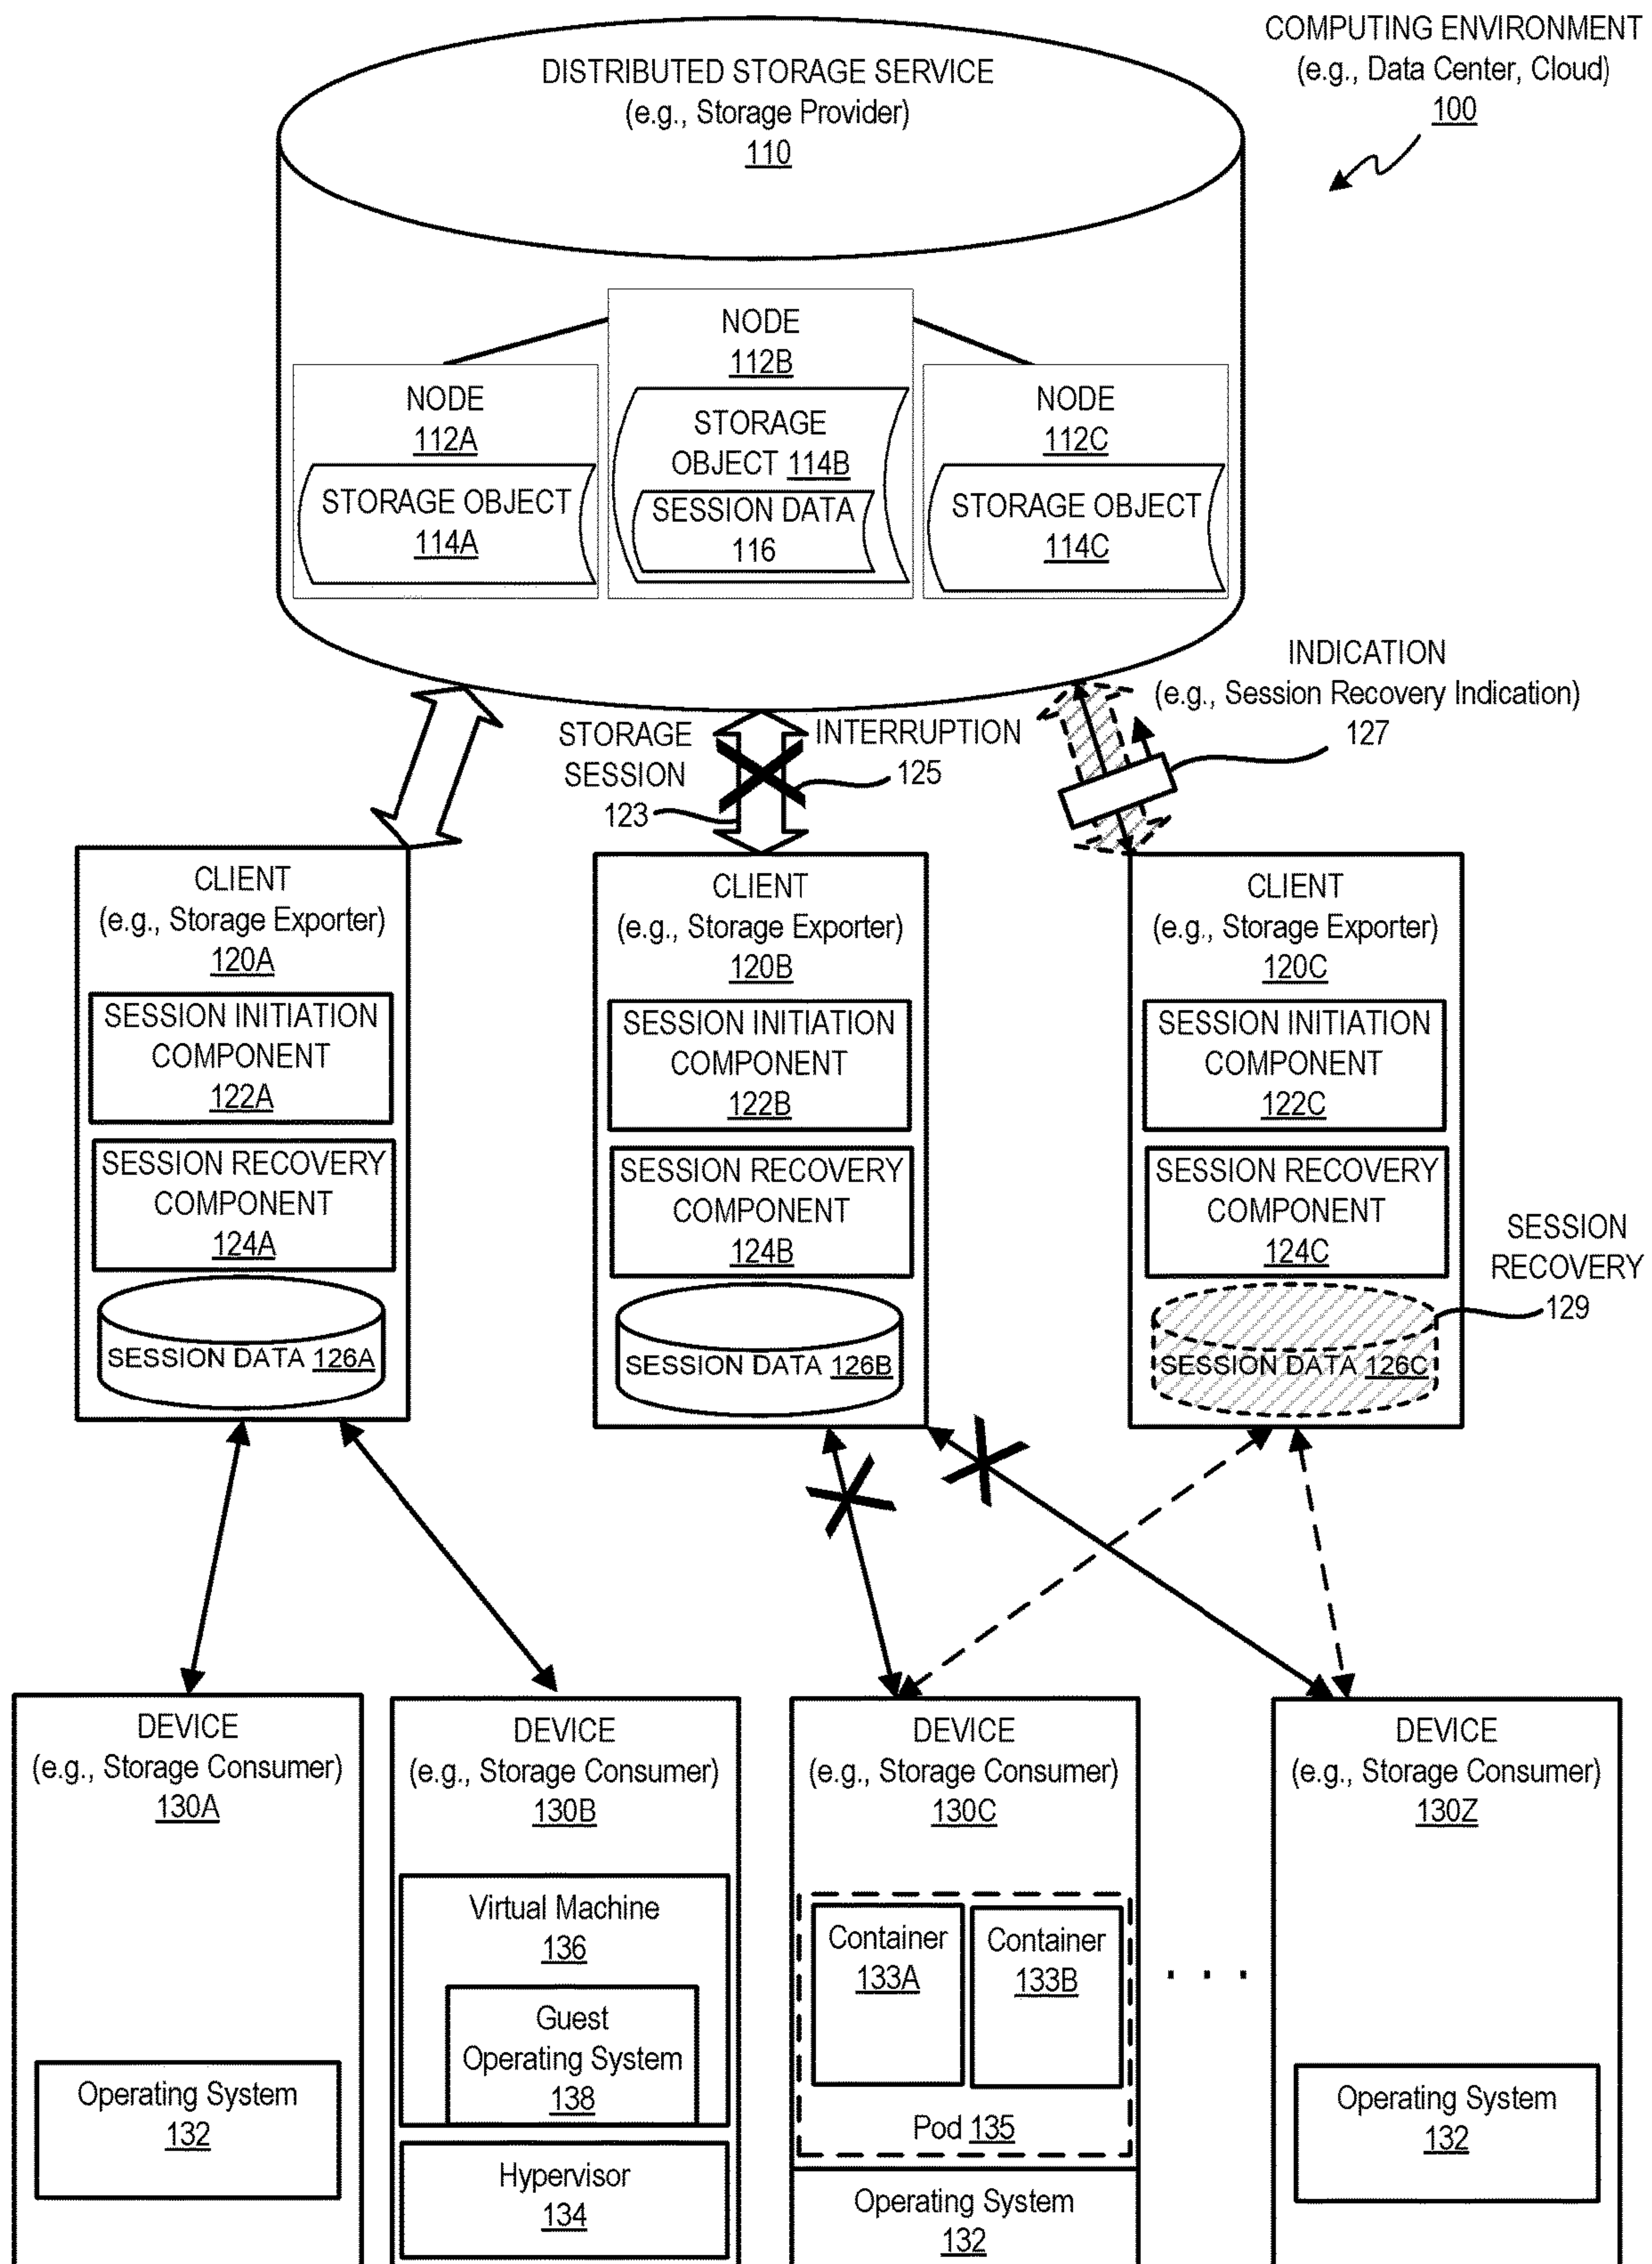 COMPUTING ENVIRONMENT
(e.g., Data Center, Cloud)
100
DISTRIBUTED STORAGE SERVICE
(e.g., Storage Provider)
110
NODE
112A
STORAGE OBJECT
114A
NODE
112B
STORAGE
OBJECT 114B
SESSION DATA
116
NODE
112C
STORAGE OBJECT
114C
STORAGE
SESSION
123
INTERRUPTION
125
INDICATION
(e.g., Session Recovery Indication)
127
CLIENT
(e.g., Storage Exporter)
120A
SESSION INITIATION
COMPONENT
122A
SESSION RECOVERY
COMPONENT
124A
SESSION DATA 126A
CLIENT
(e.g., Storage Exporter)
120B
SESSION INITIATION
COMPONENT
122B
SESSION RECOVERY
COMPONENT
124B
SESSION DATA 126B
CLIENT
(e.g., Storage Exporter)
120C
SESSION INITIATION
COMPONENT
122C
SESSION RECOVERY
COMPONENT
124C
SESSION DATA 126C
SESSION
RECOVERY
129
DEVICE
(e.g., Storage Consumer)
130A
Operating System
132
DEVICE
(e.g., Storage Consumer)
130B
Virtual Machine
136
Guest
Operating System
138
Hypervisor
134
DEVICE
(e.g., Storage Consumer)
130C
Container
133A
Container
133B
Pod 135
Operating System
132
. . .
DEVICE
(e.g., Storage Consumer)
130Z
Operating System
132